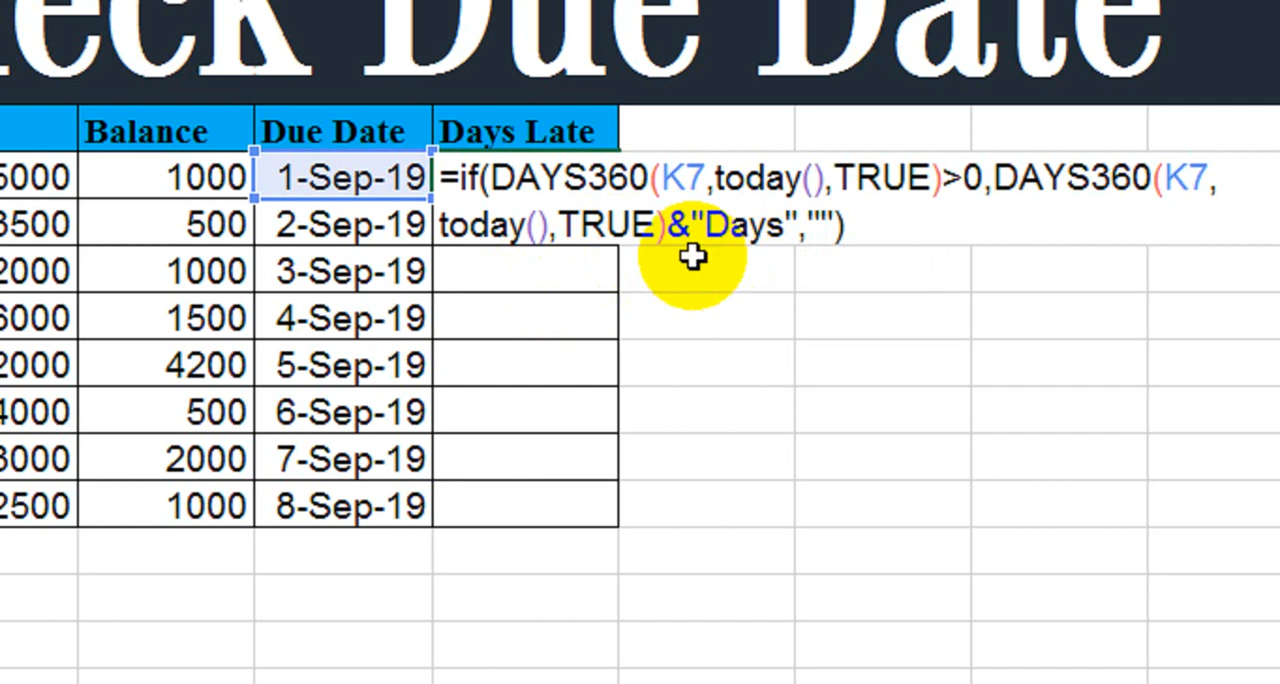 eck Due Date
Balance Due Date Days Late
5000 1000 1-Sep-19 =if(DAYS360(K7,today(),TRUE)>0,DAYS360(K7,
3500 500 2-Sep-19 today(),TRUE)&"Days","")
2000 1000 3-Sep-19
6000 1500 4-Sep-19
2000 4200 5-Sep-19
4000 500 6-Sep-19
3000 2000 7-Sep-19
2500 1000 8-Sep-19